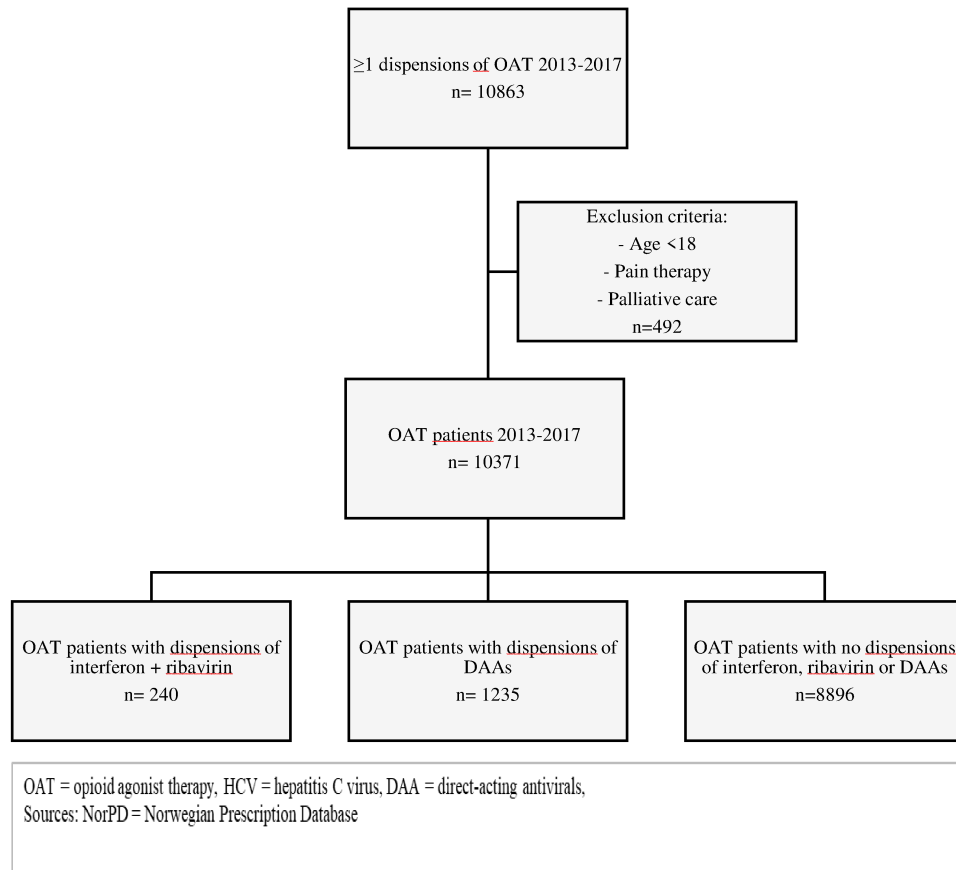 ≥1 dispensions of OAT 2013-2017
n= 10863
Exclusion criteria:
- Age <18
- Pain therapy
- Palliative care
n=492
OAT patients 2013-2017
n= 10371
OAT patients with dispensions of
interferon + ribavirin
n= 240
OAT patients with dispensions of
DAAs
n= 1235
OAT patients with no dispensions
of interferon, ribavirin or DAAs
n=8896
OAT = opioid agonist therapy, HCV = hepatitis C virus, DAA = direct-acting antivirals,
Sources: NorPD = Norwegian Prescription Database